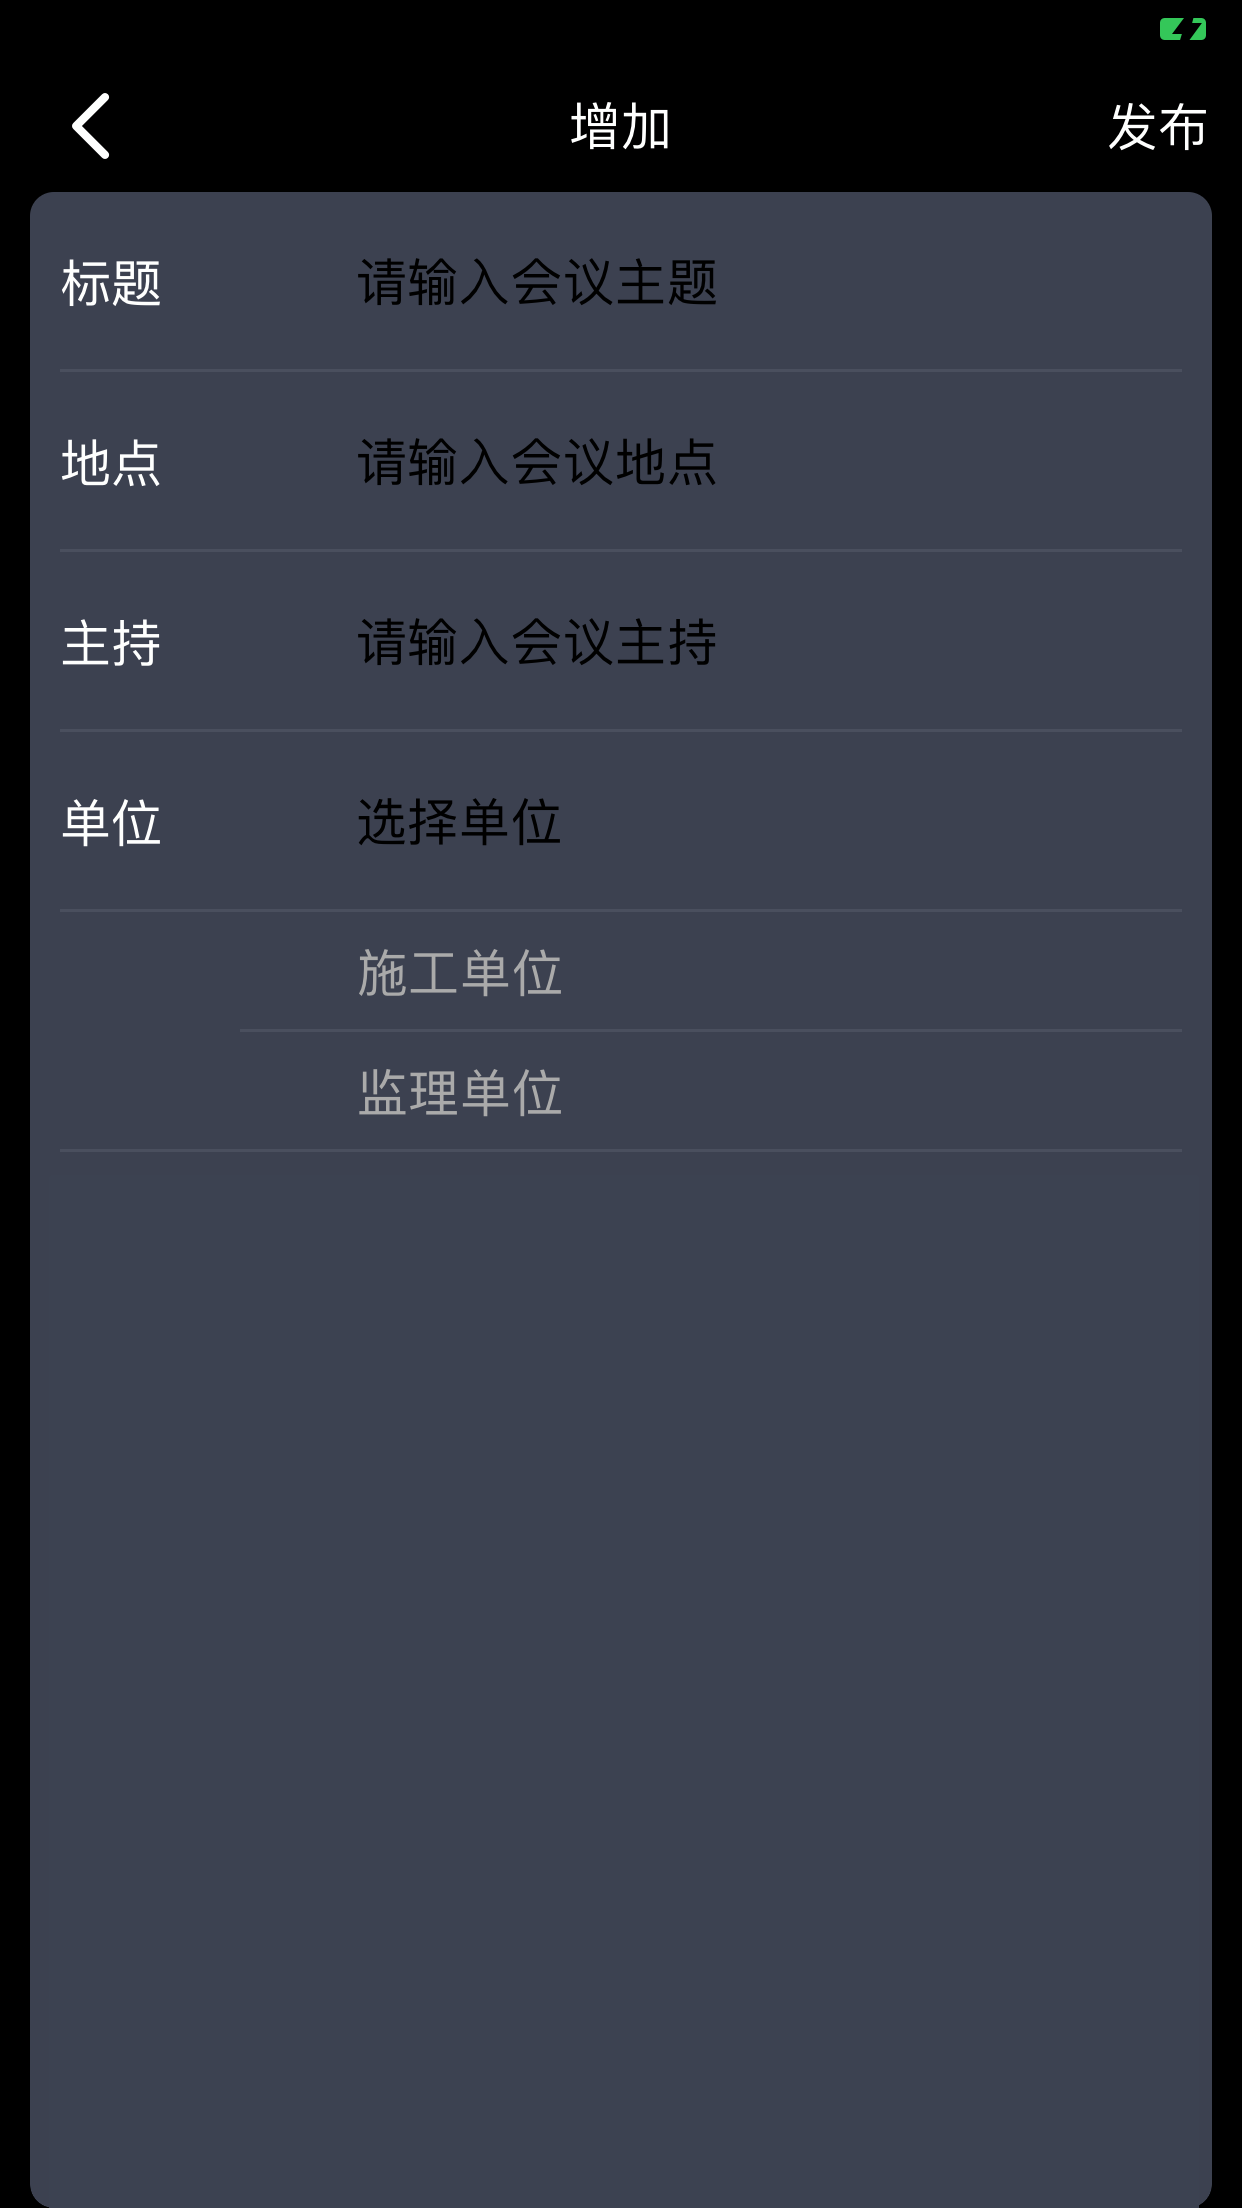 增加
发布
标题 请输入会议主题
地点 请输入会议地点
主持 请输入会议主持
单位 选择单位
施工单位
监理单位